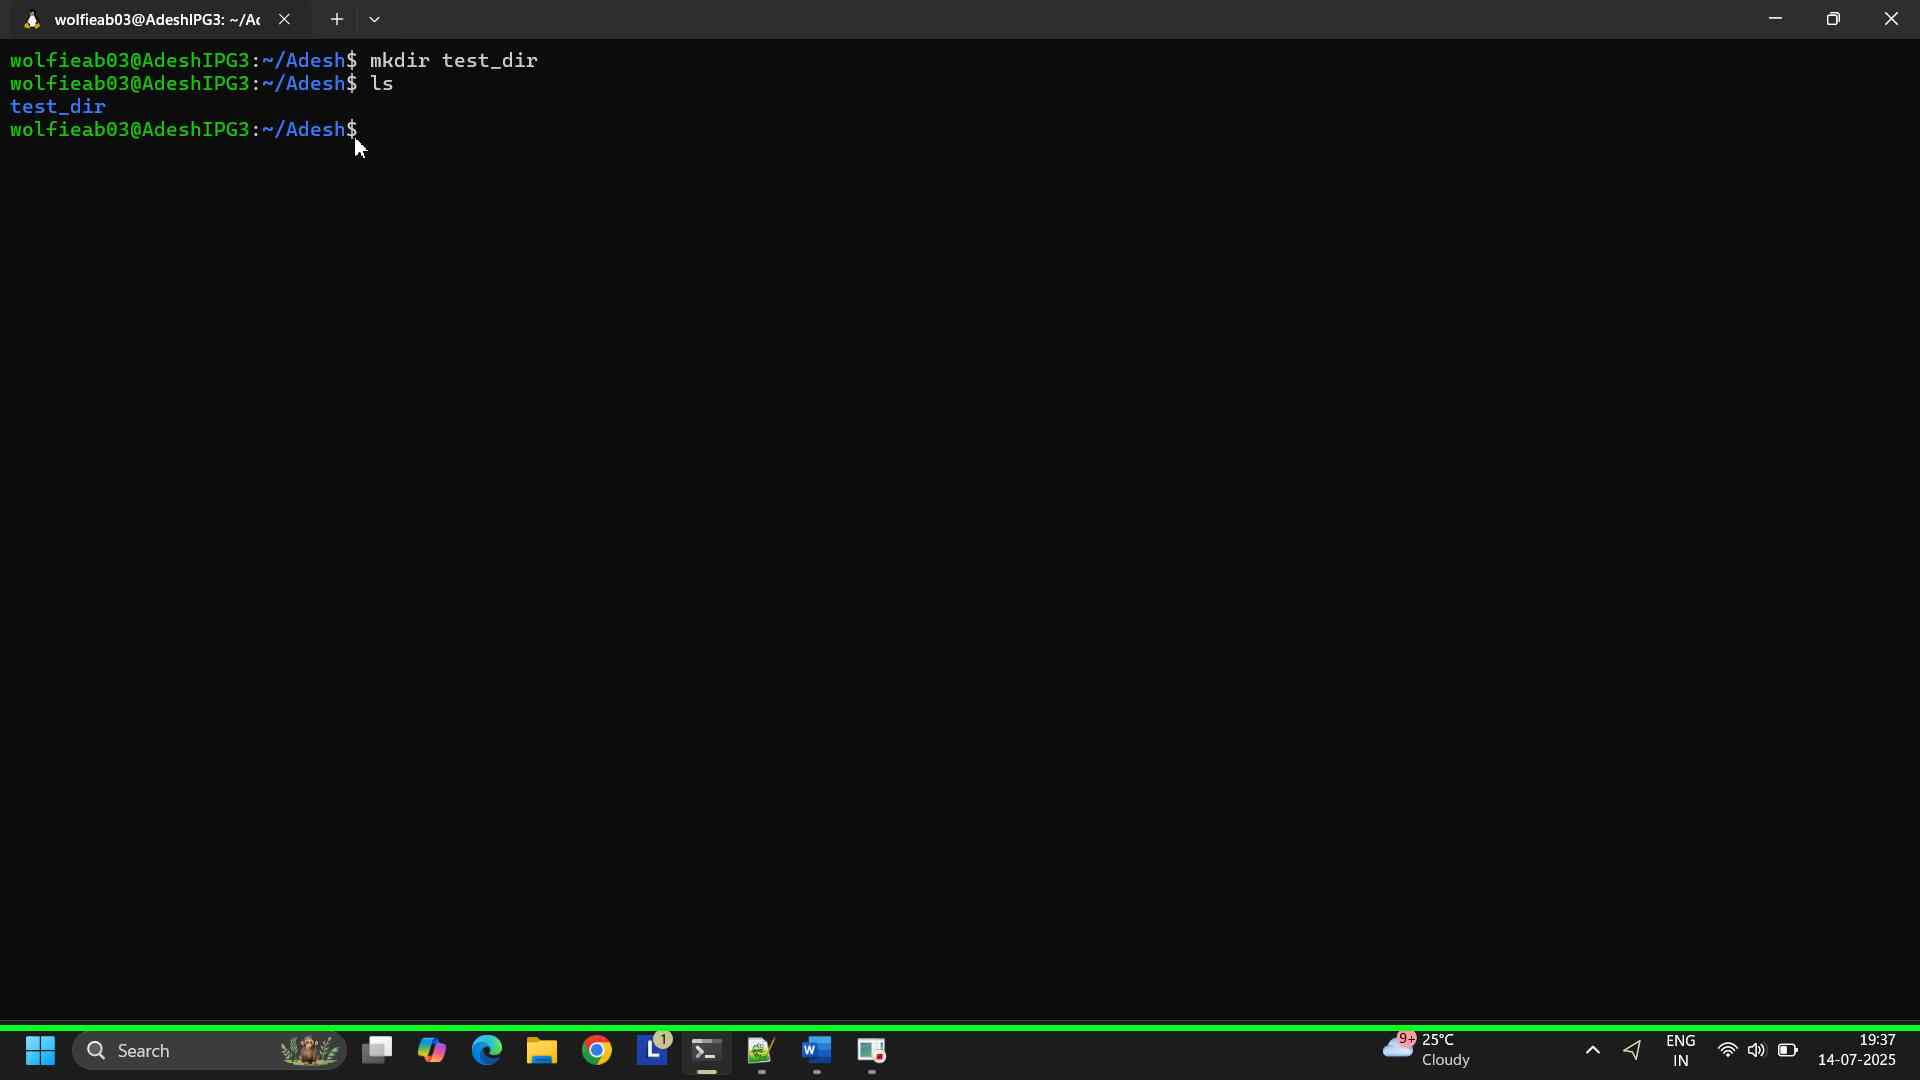 wolfieab03@AdeshIPG3: ~/Ac
wolfieab03@AdeshIPG3:~/Adesh$ mkdir test_dir
wolfieab03@AdeshIPG3:~/Adesh$ ls
test_dir
wolfieab03@AdeshIPG3:~/Adesh$
Search
1
9+
25°C
Cloudy
ENG
IN
19:37
14-07-2025